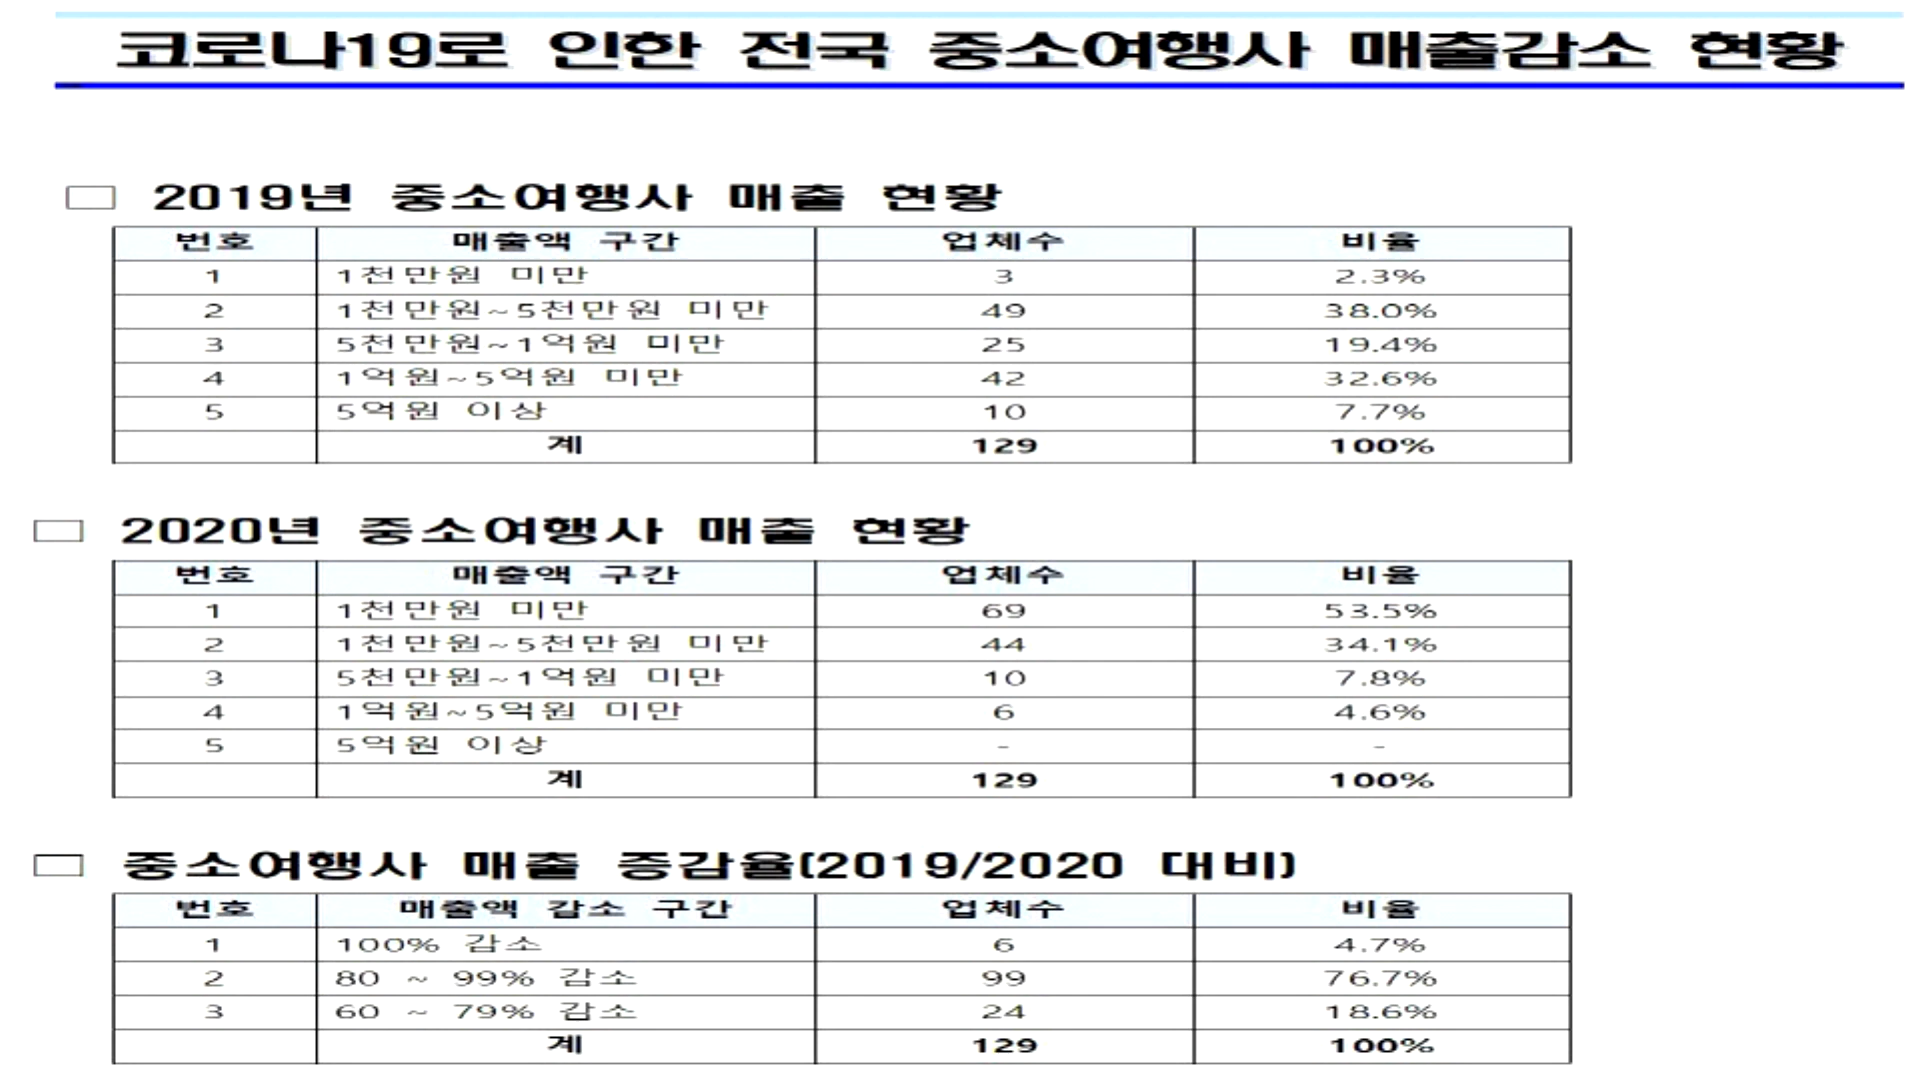 코로나19로 인한 전국 중소여행사 매출감소 현황
□ 2019년 중소여행사 매출 현황
번호 매출액 구간 업체수 비율
1 1천만원 미만 3 2.3%
2 1천만원~5천만원 미만 49 38.0%
3 5천만원~1억원 미만 25 19.4%
4 1억원~5억원 미만 42 32.6%
5 5억원 이상 10 7.7%
계 129 100%
□ 2020년 중소여행사 매출 현황
번호 매출액 구간 업체수 비율
1 1천만원 미만 69 53.5%
2 1천만원~5천만원 미만 44 34.1%
3 5천만원~1억원 미만 10 7.8%
4 1억원~5억원 미만 6 4.6%
5 5억원 이상 - -
계 129 100%
□ 중소여행사 매출 증감율(2019/2020 대비)
번호 매출액 감소 구간 업체수 비율
1 100% 감소 6 4.7%
2 80 ~ 99% 감소 99 76.7%
3 60 ~ 79% 감소 24 18.6%
계 129 100%